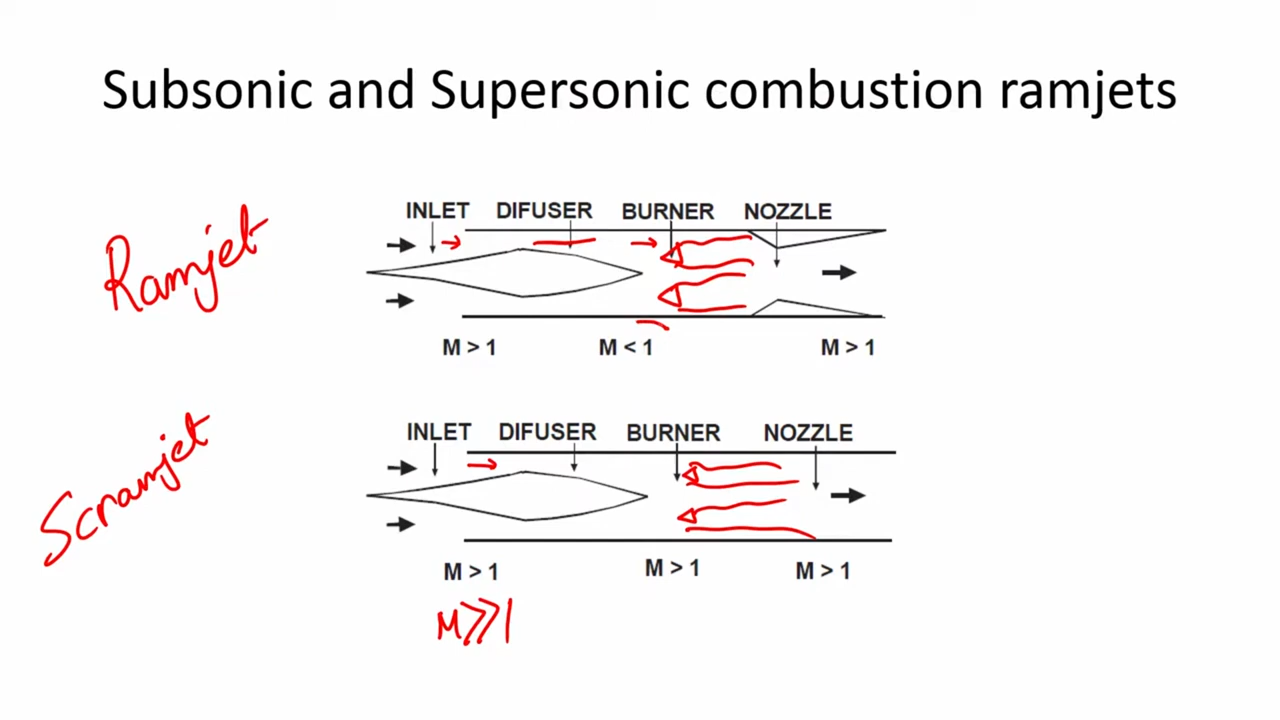 Subsonic and Supersonic combustion ramjets
Ramjet
INLET DIFUSER BURNER NOZZLE
M > 1 M < 1 M > 1
Scramjet
INLET DIFUSER BURNER NOZZLE
M > 1 M > 1 M > 1
M≫1